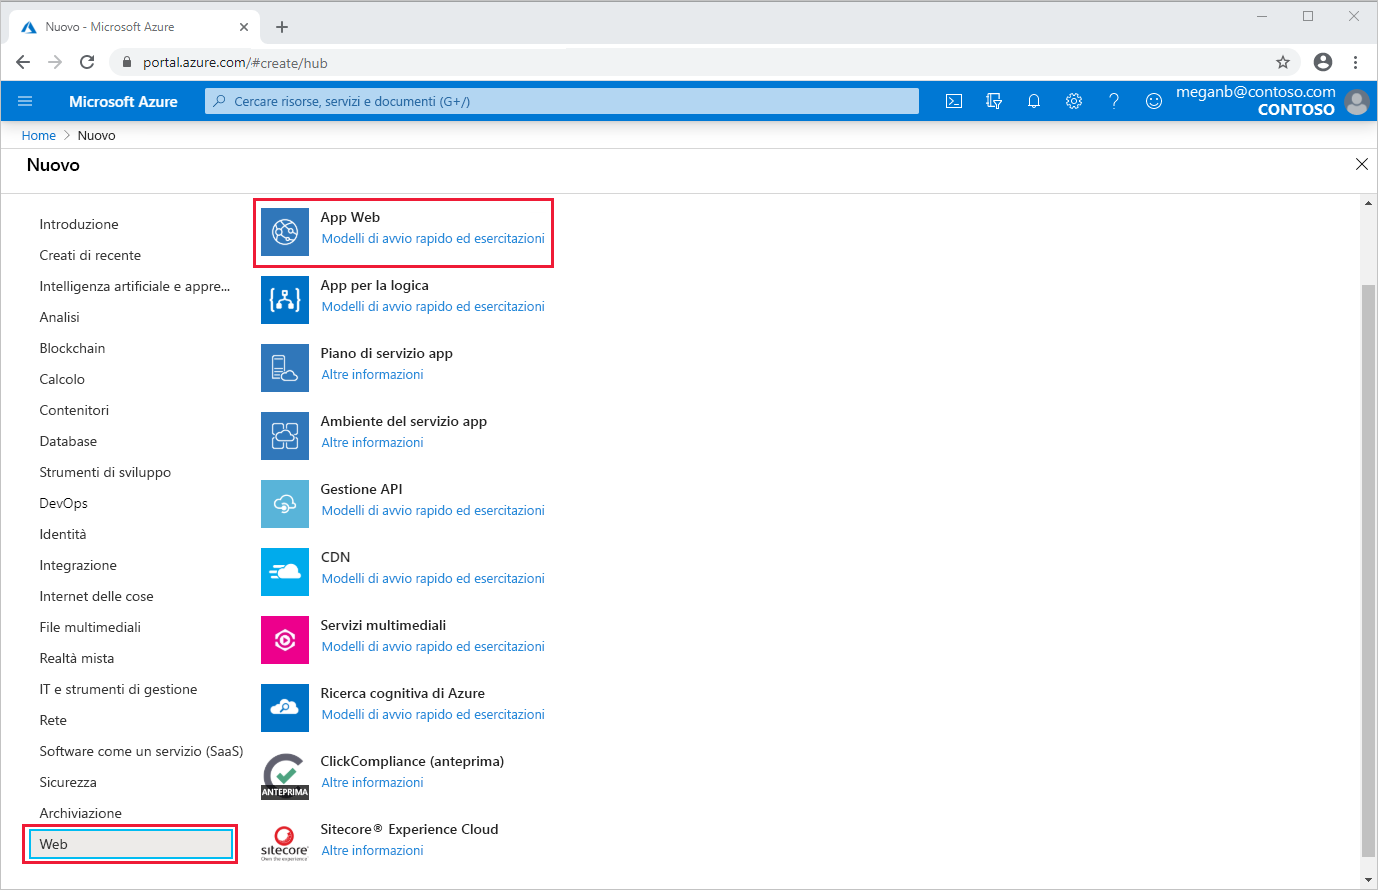 Nuovo - Microsoft Azure
portal.azure.com/#create/hub
Microsoft Azure
Cercare risorse, servizi e documenti (G+/)
meganb@contoso.com
CONTOSO
Home > Nuovo
Nuovo
Introduzione
Creati di recente
Intelligenza artificiale e appre...
Analisi
Blockchain
Calcolo
Contenitori
Database
Strumenti di sviluppo
DevOps
Identità
Integrazione
Internet delle cose
File multimediali
Realtà mista
IT e strumenti di gestione
Rete
Software come un servizio (SaaS)
Sicurezza
Archiviazione
Web
App Web
Modelli di avvio rapido ed esercitazioni
App per la logica
Modelli di avvio rapido ed esercitazioni
Piano di servizio app
Altre informazioni
Ambiente del servizio app
Altre informazioni
Gestione API
Modelli di avvio rapido ed esercitazioni
CDN
Modelli di avvio rapido ed esercitazioni
Servizi multimediali
Modelli di avvio rapido ed esercitazioni
Ricerca cognitiva di Azure
Modelli di avvio rapido ed esercitazioni
ANTEPRIMA
ClickCompliance (anteprima)
Altre informazioni
sitecore
Own the experience
Sitecore® Experience Cloud
Altre informazioni